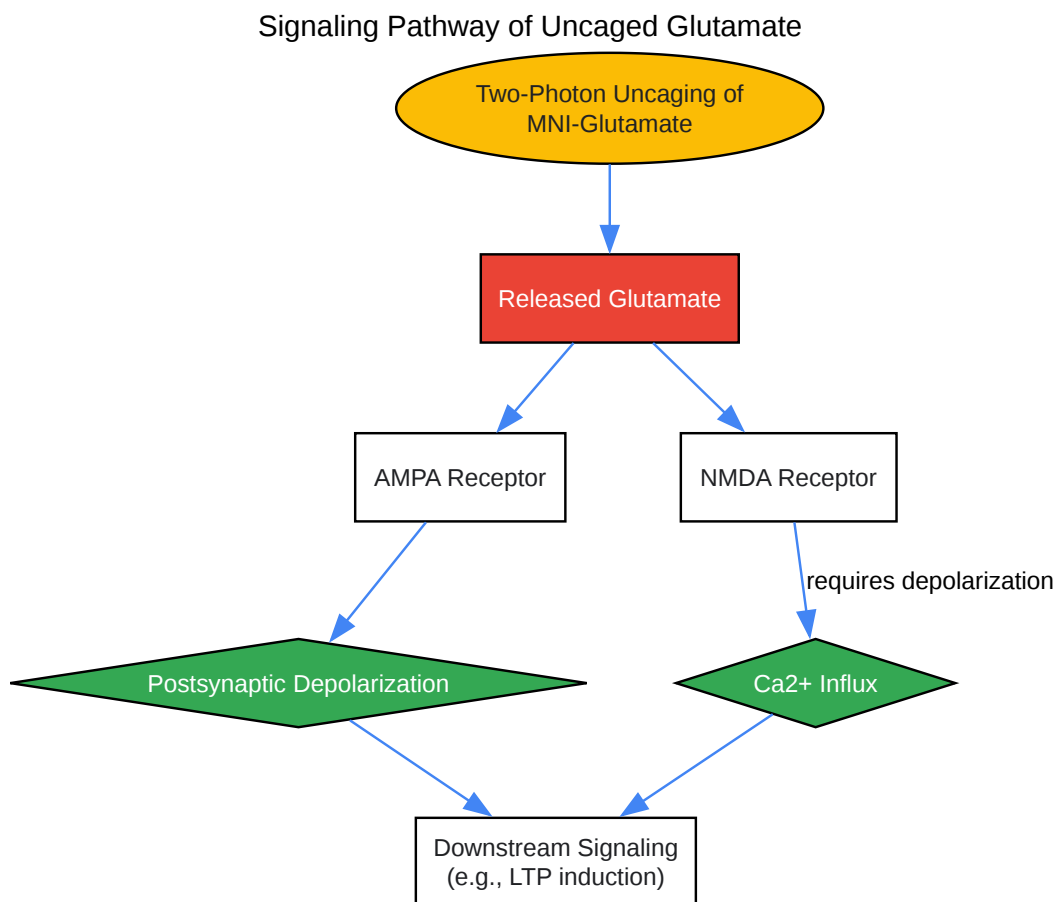 Signaling Pathway of Uncaged Glutamate
Two-Photon Uncaging of
MNI-Glutamate
Released Glutamate
AMPA Receptor
NMDA Receptor
requires depolarization
Postsynaptic Depolarization
Ca2+ Influx
Downstream Signaling
(e.g., LTP induction)